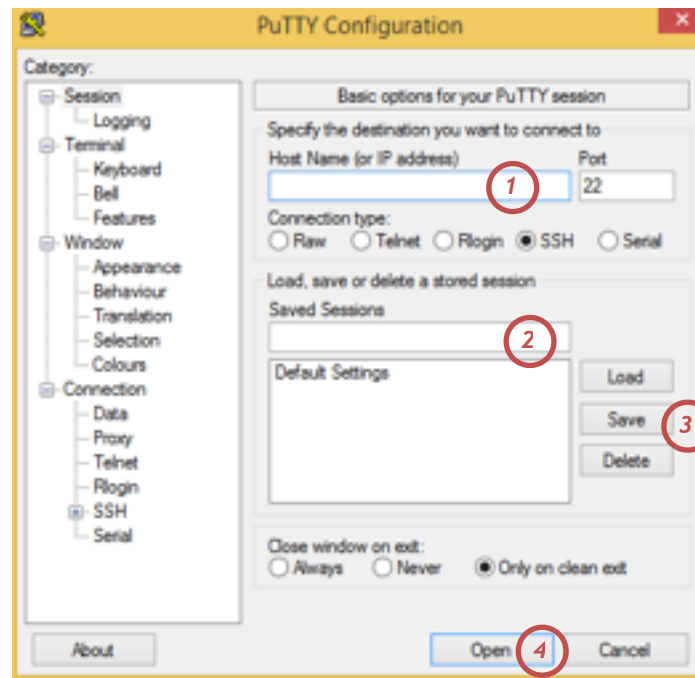 PuTTY Configuration
Category:
Session
Logging
Terminal
Keyboard
Bell
Features
Window
Appearance
Behaviour
Translation
Selection
Colours
Connection
Data
Proxy
Telnet
Rlogin
SSH
Serial
Basic options for your PuTTY session
Specify the destination you want to connect to
Host Name (or IP address) Port
1 22
Connection type:
Raw Telnet Rlogin SSH Serial
Load, save or delete a stored session
Saved Sessions
2
Default Settings
Load
Save 3
Delete
Close window on exit:
Always Never Only on clean exit
About Open 4 Cancel